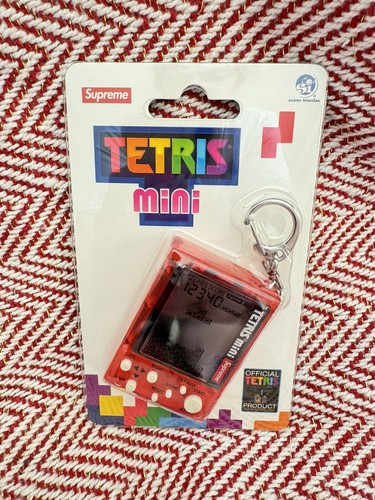 Supreme
super impulse
TETRIS
mini
12340
TETRIS mini
Supreme
OFFICIAL
TETRIS
PRODUCT